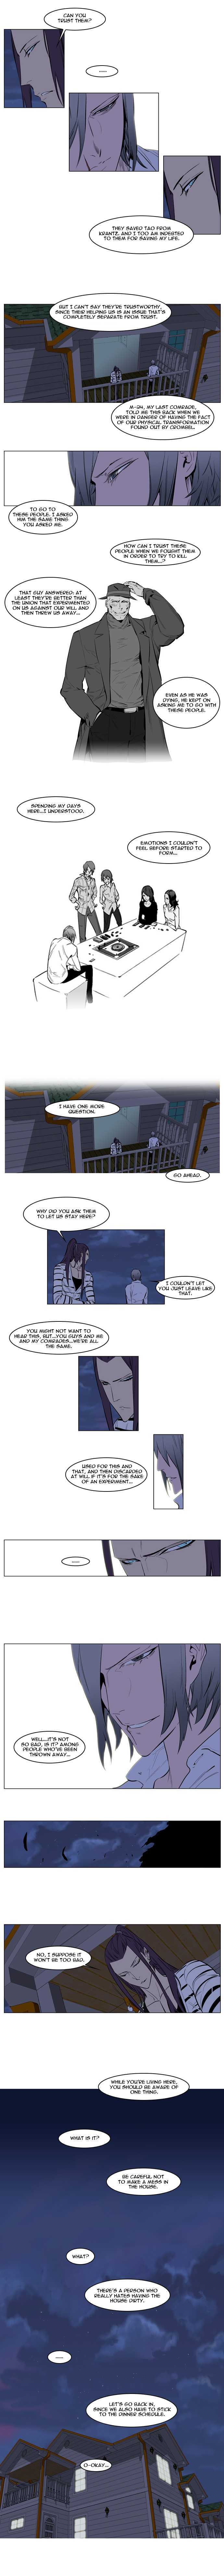 CAN YOU
TRUST THEM?
......
THEY SAVED TAO FROM
KRANTZ. AND I TOO AM INDEBTED
TO THEM FOR SAVING MY LIFE.
BUT I CAN'T SAY THEY'RE TRUSTWORTHY,
SINCE THEIR HELPING US IS AN ISSUE THAT'S
COMPLETELY SEPARATE FROM TRUST.
M-24, MY LAST COMRADE,
TOLD ME THIS BACK WHEN WE
WERE IN DANGER OF HAVING THE FACT
OF OUR PHYSICAL TRANSFORMATION
FOUND OUT BY CROMBEL.
TO GO TO
THESE PEOPLE. I ASKED
HIM THE SAME THING
YOU ASKED ME.
HOW CAN I TRUST THESE
PEOPLE WHEN WE FOUGHT THEM
IN ORDER TO TRY TO KILL
THEM...?
THAT GUY ANSWERED: AT
LEAST THEY'RE BETTER THAN
THE UNION THAT EXPERIMENTED
ON US AGAINST OUR WILL AND
THEN THREW US AWAY...
EVEN AS HE WAS
DYING, HE KEPT ON
ASKING ME TO GO WITH
THESE PEOPLE.
SPENDING MY DAYS
HERE...I UNDERSTOOD.
EMOTIONS I COULDN'T
FEEL BEFORE STARTED TO
FORM...
I HAVE ONE MORE
QUESTION.
GO AHEAD.
WHY DID YOU ASK THEM
TO LET US STAY HERE?
I COULDN'T LET
YOU JUST LEAVE LIKE
THAT.
YOU MIGHT NOT WANT TO
HEAR THIS, BUT...YOU GUYS AND ME
AND MY COMRADES...WE'RE ALL
THE SAME.
USED FOR THIS AND
THAT, AND THEN DISCARDED
AT WILL IF IT'S FOR THE SAKE
OF AN EXPERIMENT...
......
WELL...IT'S NOT
SO BAD, IS IT? AMONG
PEOPLE WHO'VE BEEN
THROWN AWAY...
NO, I SUPPOSE IT
WON'T BE TOO BAD.
WHILE YOU'RE LIVING HERE,
YOU SHOULD BE AWARE OF
ONE THING.
WHAT IS IT?
BE CAREFUL NOT
TO MAKE A MESS IN
THE HOUSE.
WHAT?
THERE'S A PERSON WHO
REALLY HATES HAVING THE
HOUSE DIRTY.
......
LET'S GO BACK IN,
SINCE WE ALSO HAVE TO STICK
TO THE DINNER SCHEDULE.
O-OKAY...